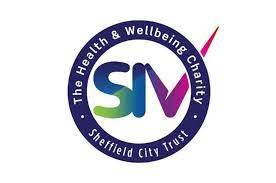 The Health & Wellbeing Charity
SIV
Sheffield City Trust